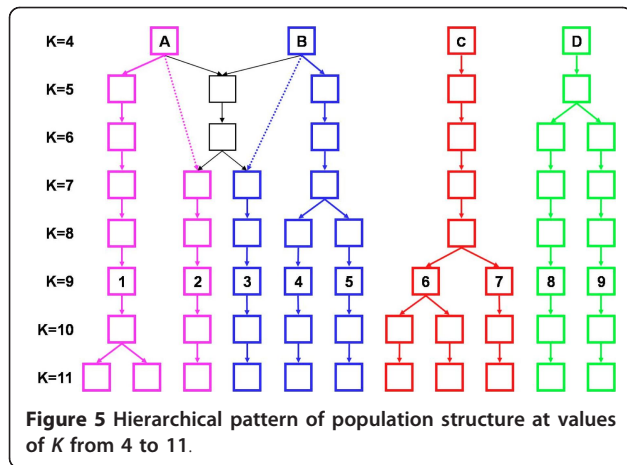 K=4 A B C D
K=5
K=6
K=7
K=8
K=9 1 2 3 4 5 6 7 8 9
K=10
K=11
Figure 5 Hierarchical pattern of population structure at values
of K from 4 to 11.